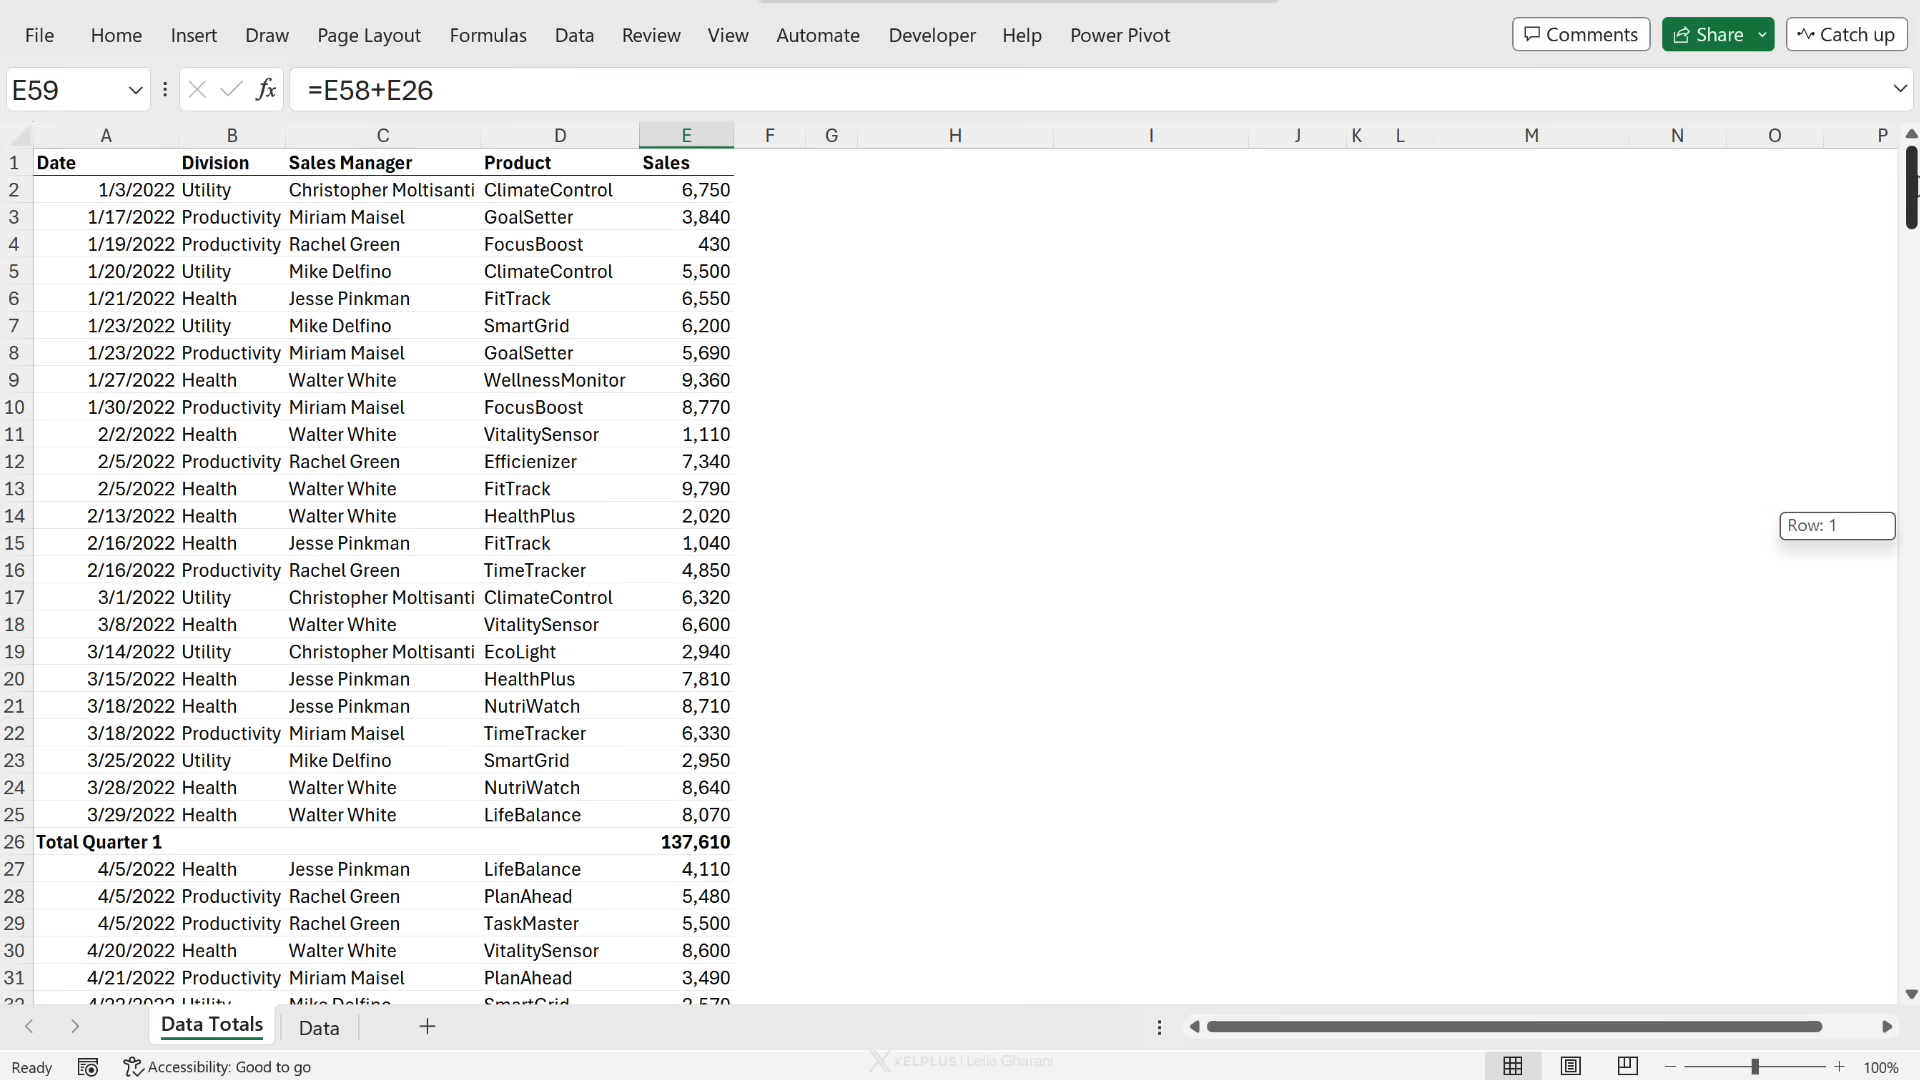 File Home Insert Draw Page Layout Formulas Data Review View Automate Developer Help Power Pivot Comments Share Catch up
E59 fx =E58+E26
A B C D E F G H I J K L M N O P
1 Date Division Sales Manager Product Sales
2 1/3/2022 Utility Christopher Moltisanti ClimateControl 6,750
3 1/17/2022 Productivity Miriam Maisel GoalSetter 3,840
4 1/19/2022 Productivity Rachel Green FocusBoost 430
5 1/20/2022 Utility Mike Delfino ClimateControl 5,500
6 1/21/2022 Health Jesse Pinkman FitTrack 6,550
7 1/23/2022 Utility Mike Delfino SmartGrid 6,200
8 1/23/2022 Productivity Miriam Maisel GoalSetter 5,690
9 1/27/2022 Health Walter White WellnessMonitor 9,360
10 1/30/2022 Productivity Miriam Maisel FocusBoost 8,770
11 2/2/2022 Health Walter White VitalitySensor 1,110
12 2/5/2022 Productivity Rachel Green Efficienizer 7,340
13 2/5/2022 Health Walter White FitTrack 9,790
14 2/13/2022 Health Walter White HealthPlus 2,020
Row: 1
15 2/16/2022 Health Jesse Pinkman FitTrack 1,040
16 2/16/2022 Productivity Rachel Green TimeTracker 4,850
17 3/1/2022 Utility Christopher Moltisanti ClimateControl 6,320
18 3/8/2022 Health Walter White VitalitySensor 6,600
19 3/14/2022 Utility Christopher Moltisanti EcoLight 2,940
20 3/15/2022 Health Jesse Pinkman HealthPlus 7,810
21 3/18/2022 Health Jesse Pinkman NutriWatch 8,710
22 3/18/2022 Productivity Miriam Maisel TimeTracker 6,330
23 3/25/2022 Utility Mike Delfino SmartGrid 2,950
24 3/28/2022 Health Walter White NutriWatch 8,640
25 3/29/2022 Health Walter White LifeBalance 8,070
26 Total Quarter 1 137,610
27 4/5/2022 Health Jesse Pinkman LifeBalance 4,110
28 4/5/2022 Productivity Rachel Green PlanAhead 5,480
29 4/5/2022 Productivity Rachel Green TaskMaster 5,500
30 4/20/2022 Health Walter White VitalitySensor 8,600
31 4/21/2022 Productivity Miriam Maisel PlanAhead 3,490
Data Totals Data
Ready Accessibility: Good to go XELPLUS | Leila Gharani 100%